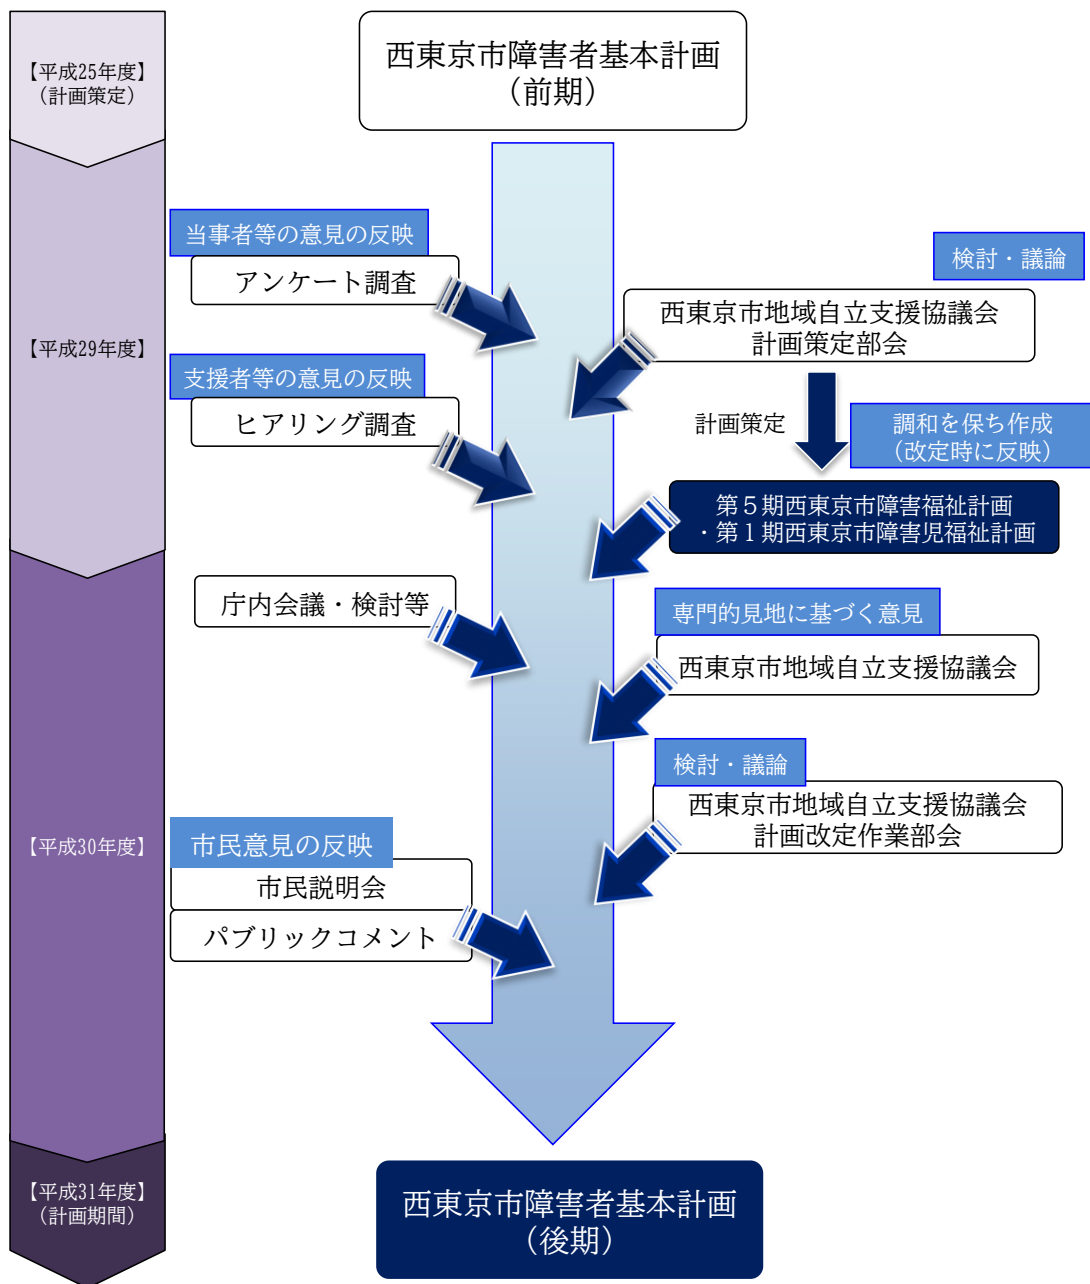 【平成25年度】
(計画策定)
西東京市障害者基本計画
（前期）
【平成29年度】
当事者等の意見の反映
アンケート調査
検討・議論
西東京市地域自立支援協議会
計画策定部会
支援者等の意見の反映
ヒアリング調査
計画策定
調和を保ち作成
（改定時に反映）
第５期西東京市障害福祉計画
・第１期西東京市障害児福祉計画
【平成30年度】
庁内会議・検討等
専門的見地に基づく意見
西東京市地域自立支援協議会
検討・議論
西東京市地域自立支援協議会
計画改定作業部会
市民意見の反映
市民説明会
パブリックコメント
【平成31年度】
(計画期間)
西東京市障害者基本計画
（後期）